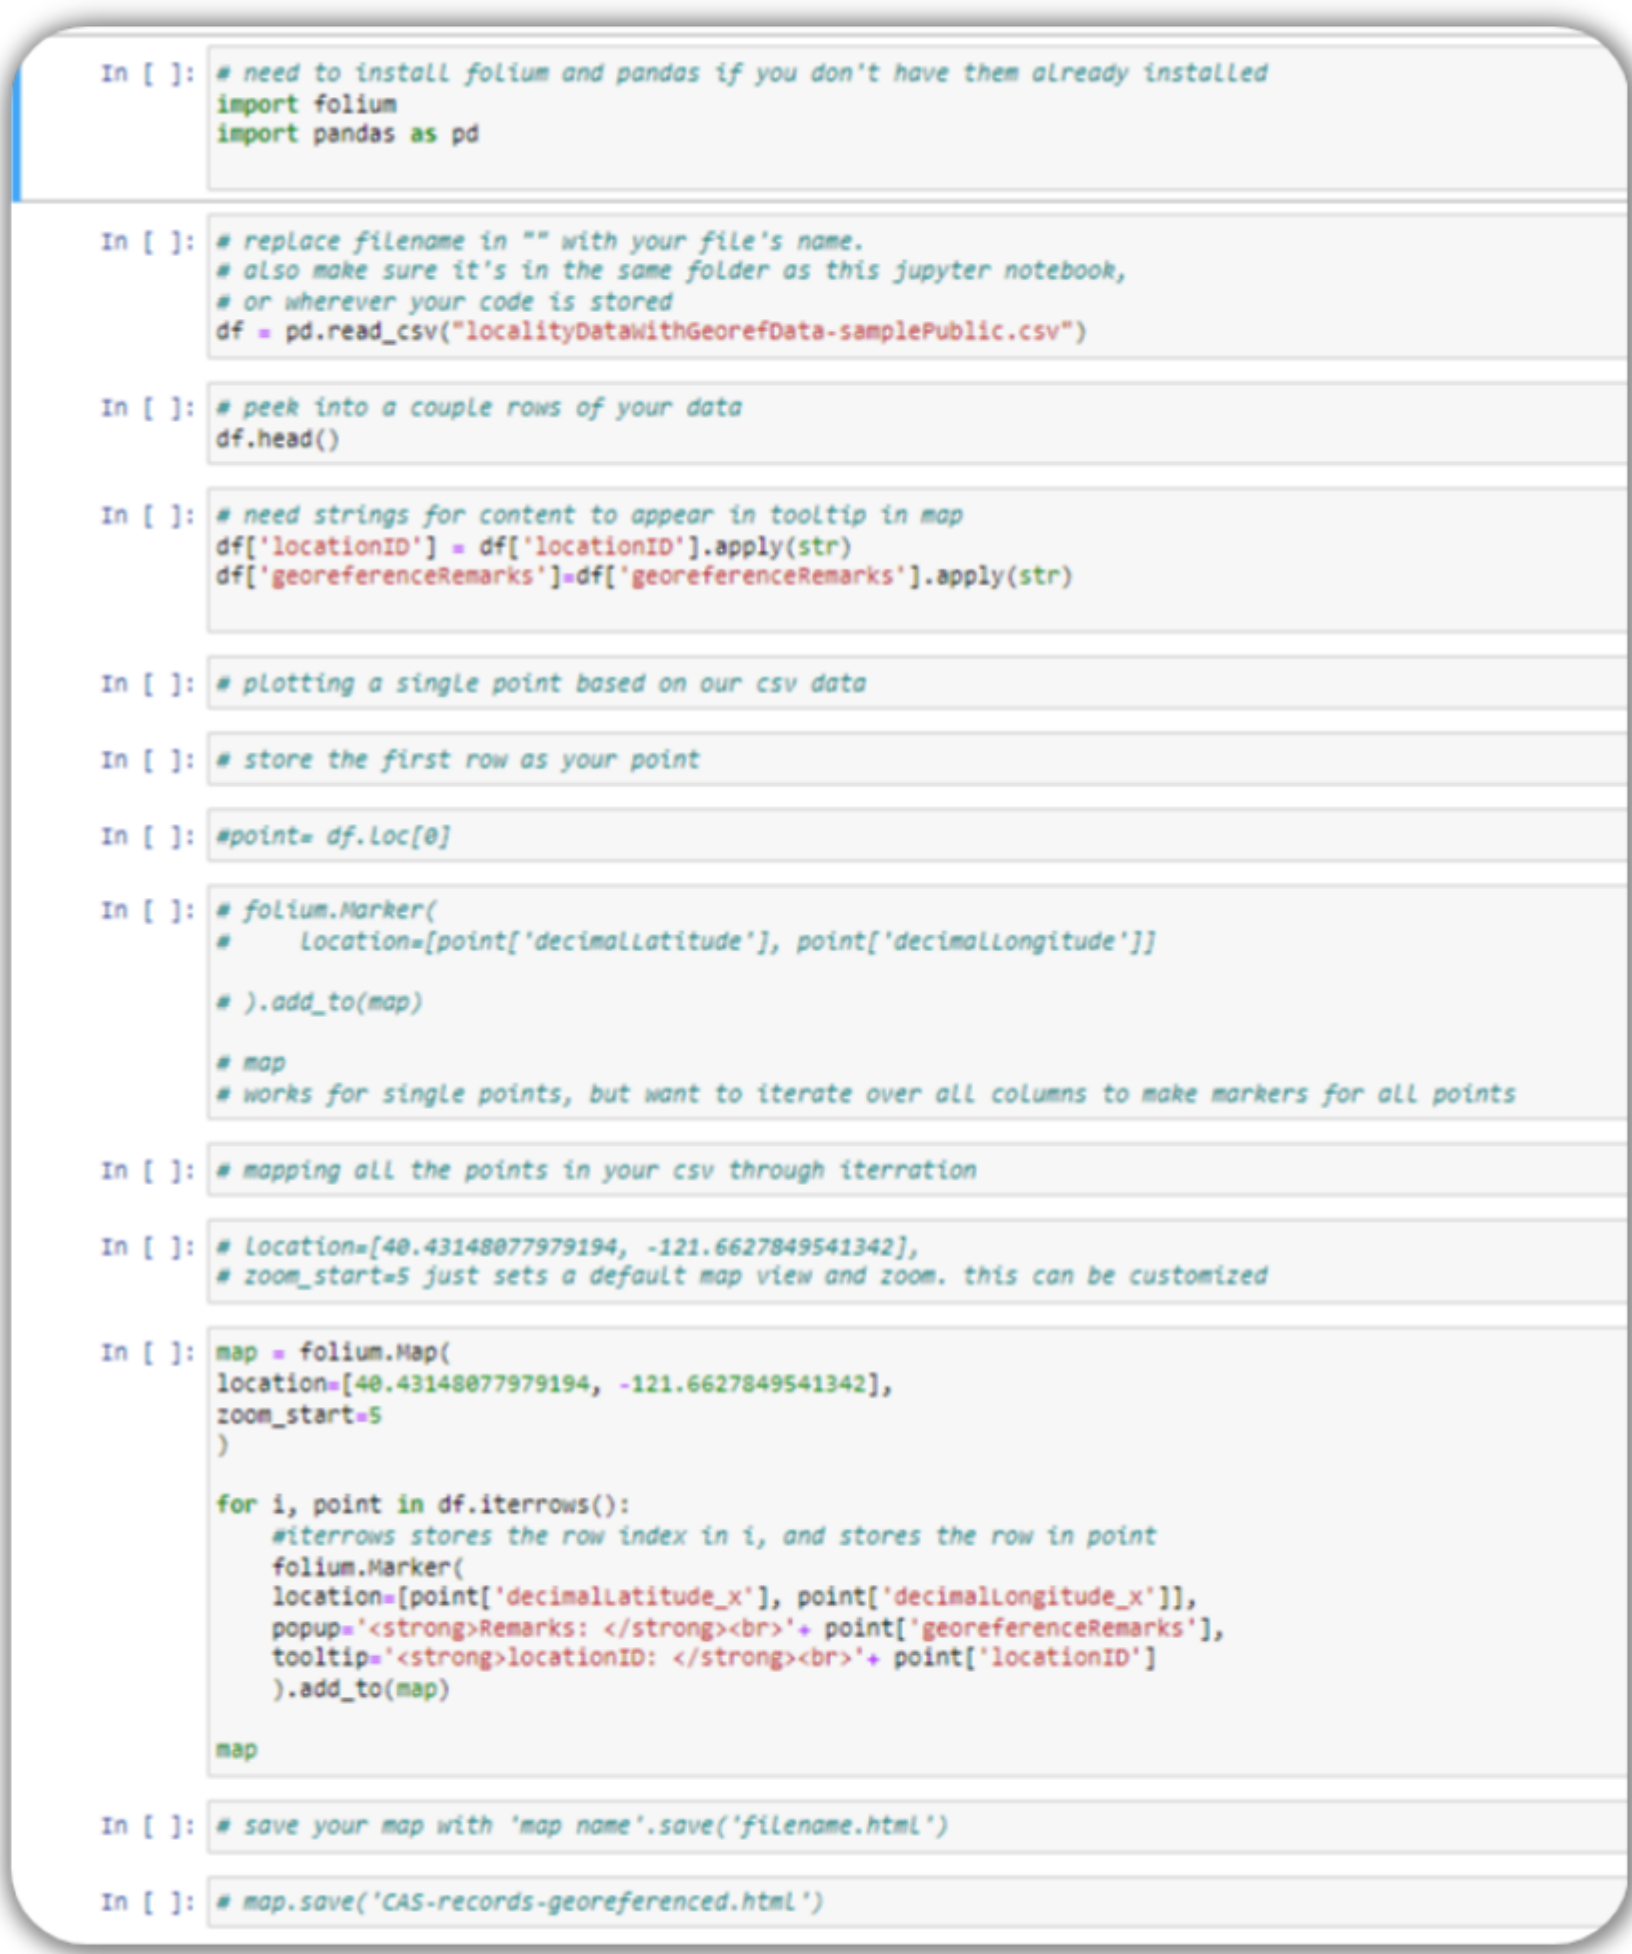 In [ ]: # need to install folium and pandas if you don't have them already installed
import folium
import pandas as pd
In [ ]: # replace filename in "" with your file's name.
# also make sure it's in the same folder as this jupyter notebook,
# or wherever your code is stored
df = pd.read_csv("localityDataWithGeorefData-samplePublic.csv")
In [ ]: # peek into a couple rows of your data
df.head()
In [ ]: # need strings for content to appear in tooltip in map
df['locationID'] = df['locationID'].apply(str)
df['georeferenceRemarks']=df['georeferenceRemarks'].apply(str)
In [ ]: # plotting a single point based on our csv data
In [ ]: # store the first row as your point
In [ ]: #point= df.loc[0]
In [ ]: # folium.Marker(
#     location=[point['decimalLatitude'], point['decimalLongitude']]
# ).add_to(map)
# map
# works for single points, but want to iterate over all columns to make markers for all points
In [ ]: # mapping all the points in your csv through iterration
In [ ]: # location=[40.43148077979194, -121.6627849541342],
# zoom_start=5 just sets a default map view and zoom. this can be customized
In [ ]: map = folium.Map(
location=[40.43148077979194, -121.6627849541342],
zoom_start=5
)
for i, point in df.iterrows():
    #iterrows stores the row index in i, and stores the row in point
    folium.Marker(
    location=[point['decimalLatitude_x'], point['decimalLongitude_x']],
    popup='<strong>Remarks: </strong><br>'+ point['georeferenceRemarks'],
    tooltip='<strong>locationID: </strong><br>'+ point['locationID']
    ).add_to(map)
map
In [ ]: # save your map with 'map name'.save('filename.html')
In [ ]: # map.save('CAS-records-georeferenced.html')